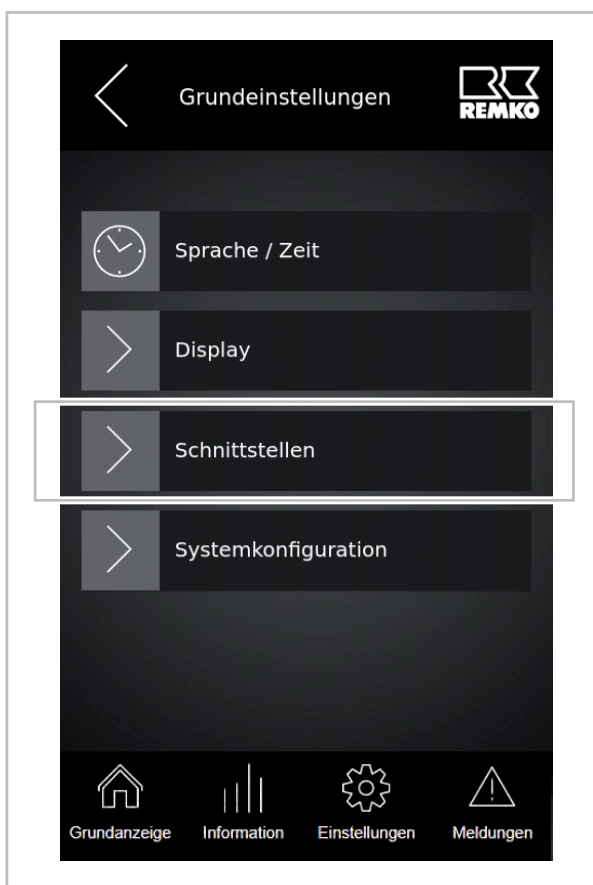 Grundeinstellungen
REMKO
Sprache / Zeit
Display
Schnittstellen
Systemkonfiguration
Grundanzeige Information Einstellungen Meldungen